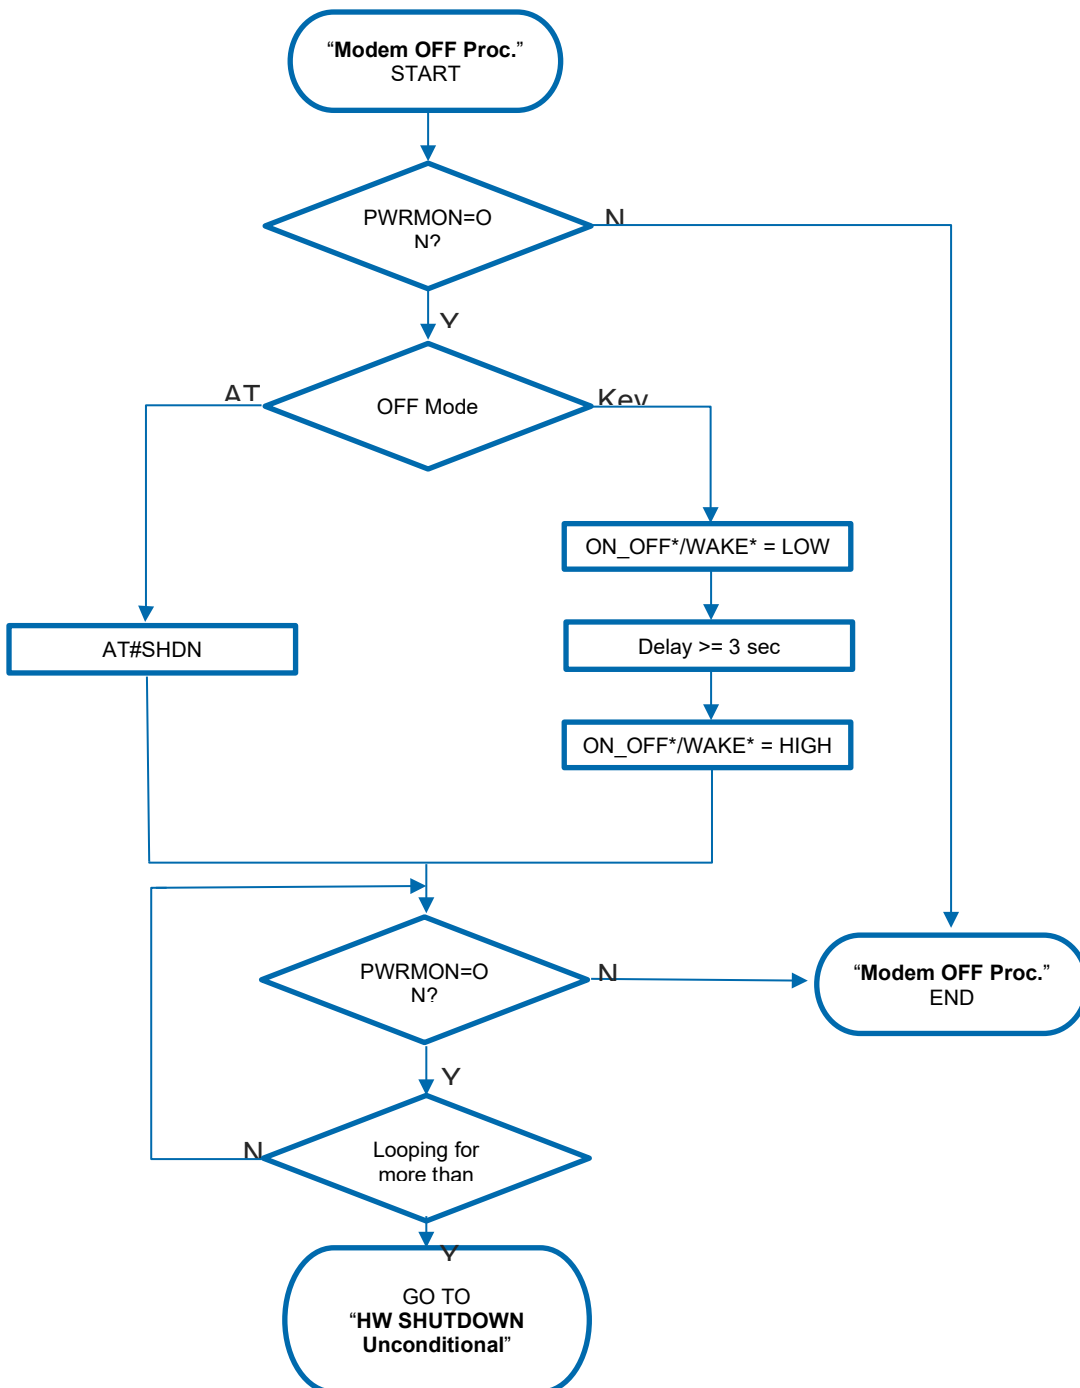 “Modem OFF Proc.”
START
PWRMON=O
N?
N
Y
OFF Mode
AT
Key
ON_OFF*/WAKE* = LOW
Delay >= 3 sec
AT#SHDN
ON_OFF*/WAKE* = HIGH
PWRMON=O
N?
N
“Modem OFF Proc.”
END
Y
Looping for
more than
N
Y
GO TO
“HW SHUTDOWN
Unconditional”